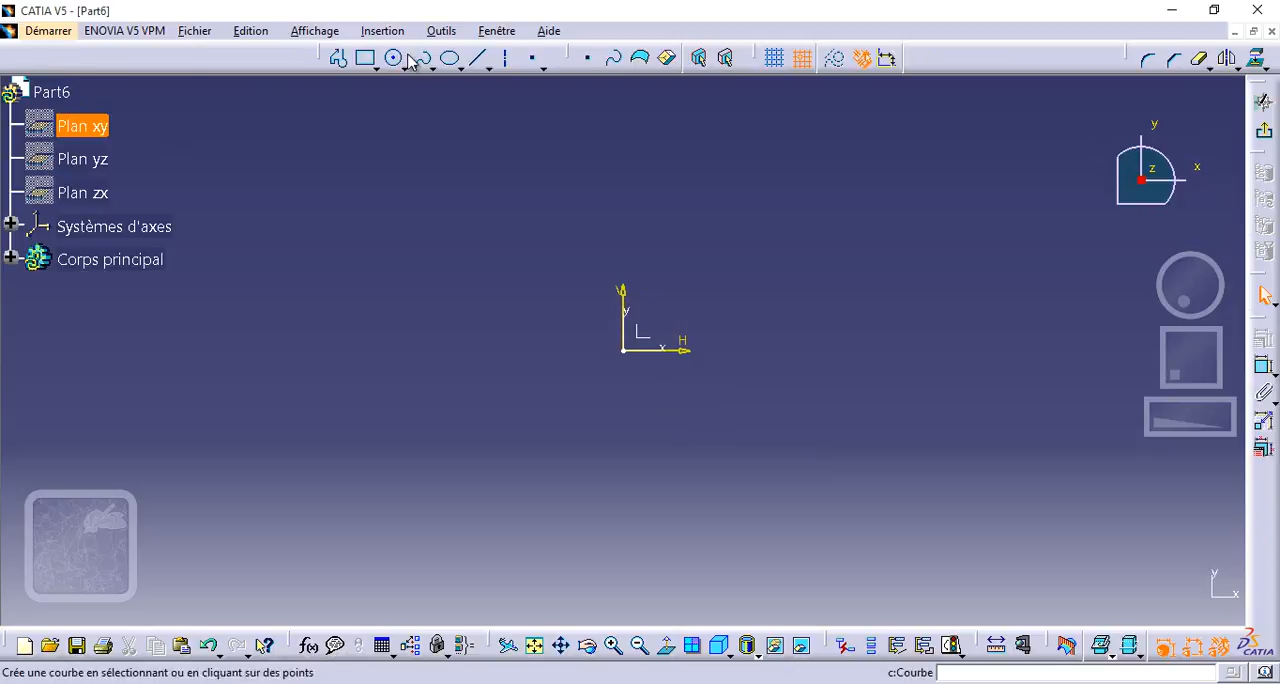 CATIA V5 - [Part6]
Démarrer ENOVIA V5 VPM Fichier Edition Affichage Insertion Outils Fenêtre Aide
Part6
Plan xy
Plan yz
Plan zx
Systèmes d'axes
Corps principal
y
x
z
y
H
x
y
x
f(x)
CATIA
Crée une courbe en sélectionnant ou en cliquant sur des points
c:Courbe